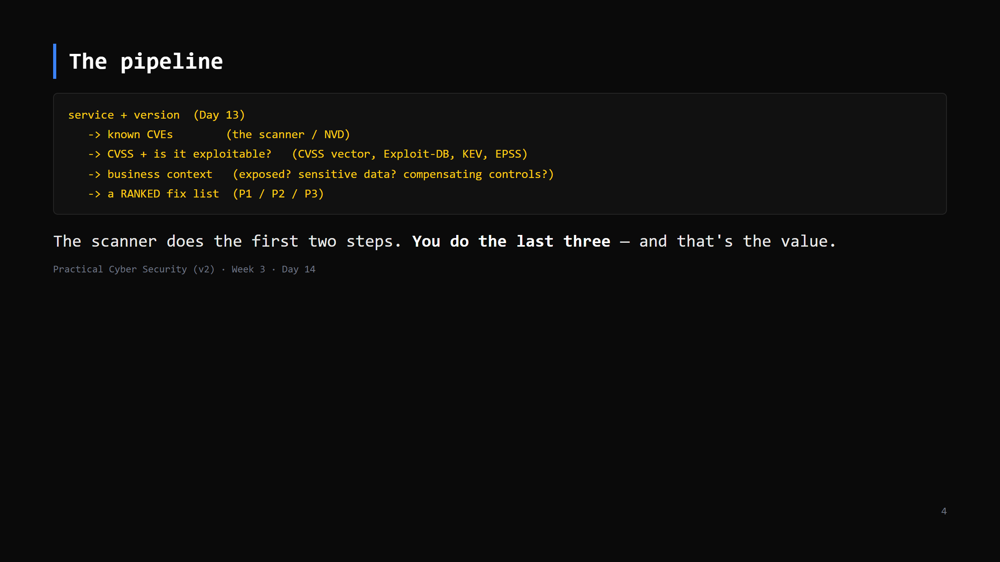 The pipeline
service + version  (Day 13)
   -> known CVEs        (the scanner / NVD)
   -> CVSS + is it exploitable?   (CVSS vector, Exploit-DB, KEV, EPSS)
   -> business context   (exposed? sensitive data? compensating controls?)
   -> a RANKED fix list  (P1 / P2 / P3)
The scanner does the first two steps. You do the last three — and that's the value.
Practical Cyber Security (v2) · Week 3 · Day 14
4